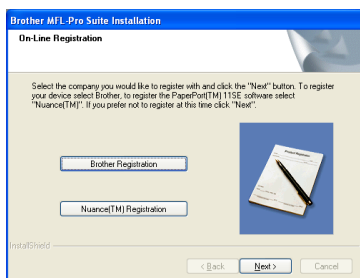 Brother MFL-Pro Suite Installation
On-Line Registration
Select the company you would like to register with and click the "Next" button. To register
your device select Brother, to register the PaperPort(TM) 11SE software select
"Nuance(TM)". If you prefer not to register at this time click "Next".
Brother Registration
Nuance(TM) Registration
InstallShield
< Back
Next >
Cancel